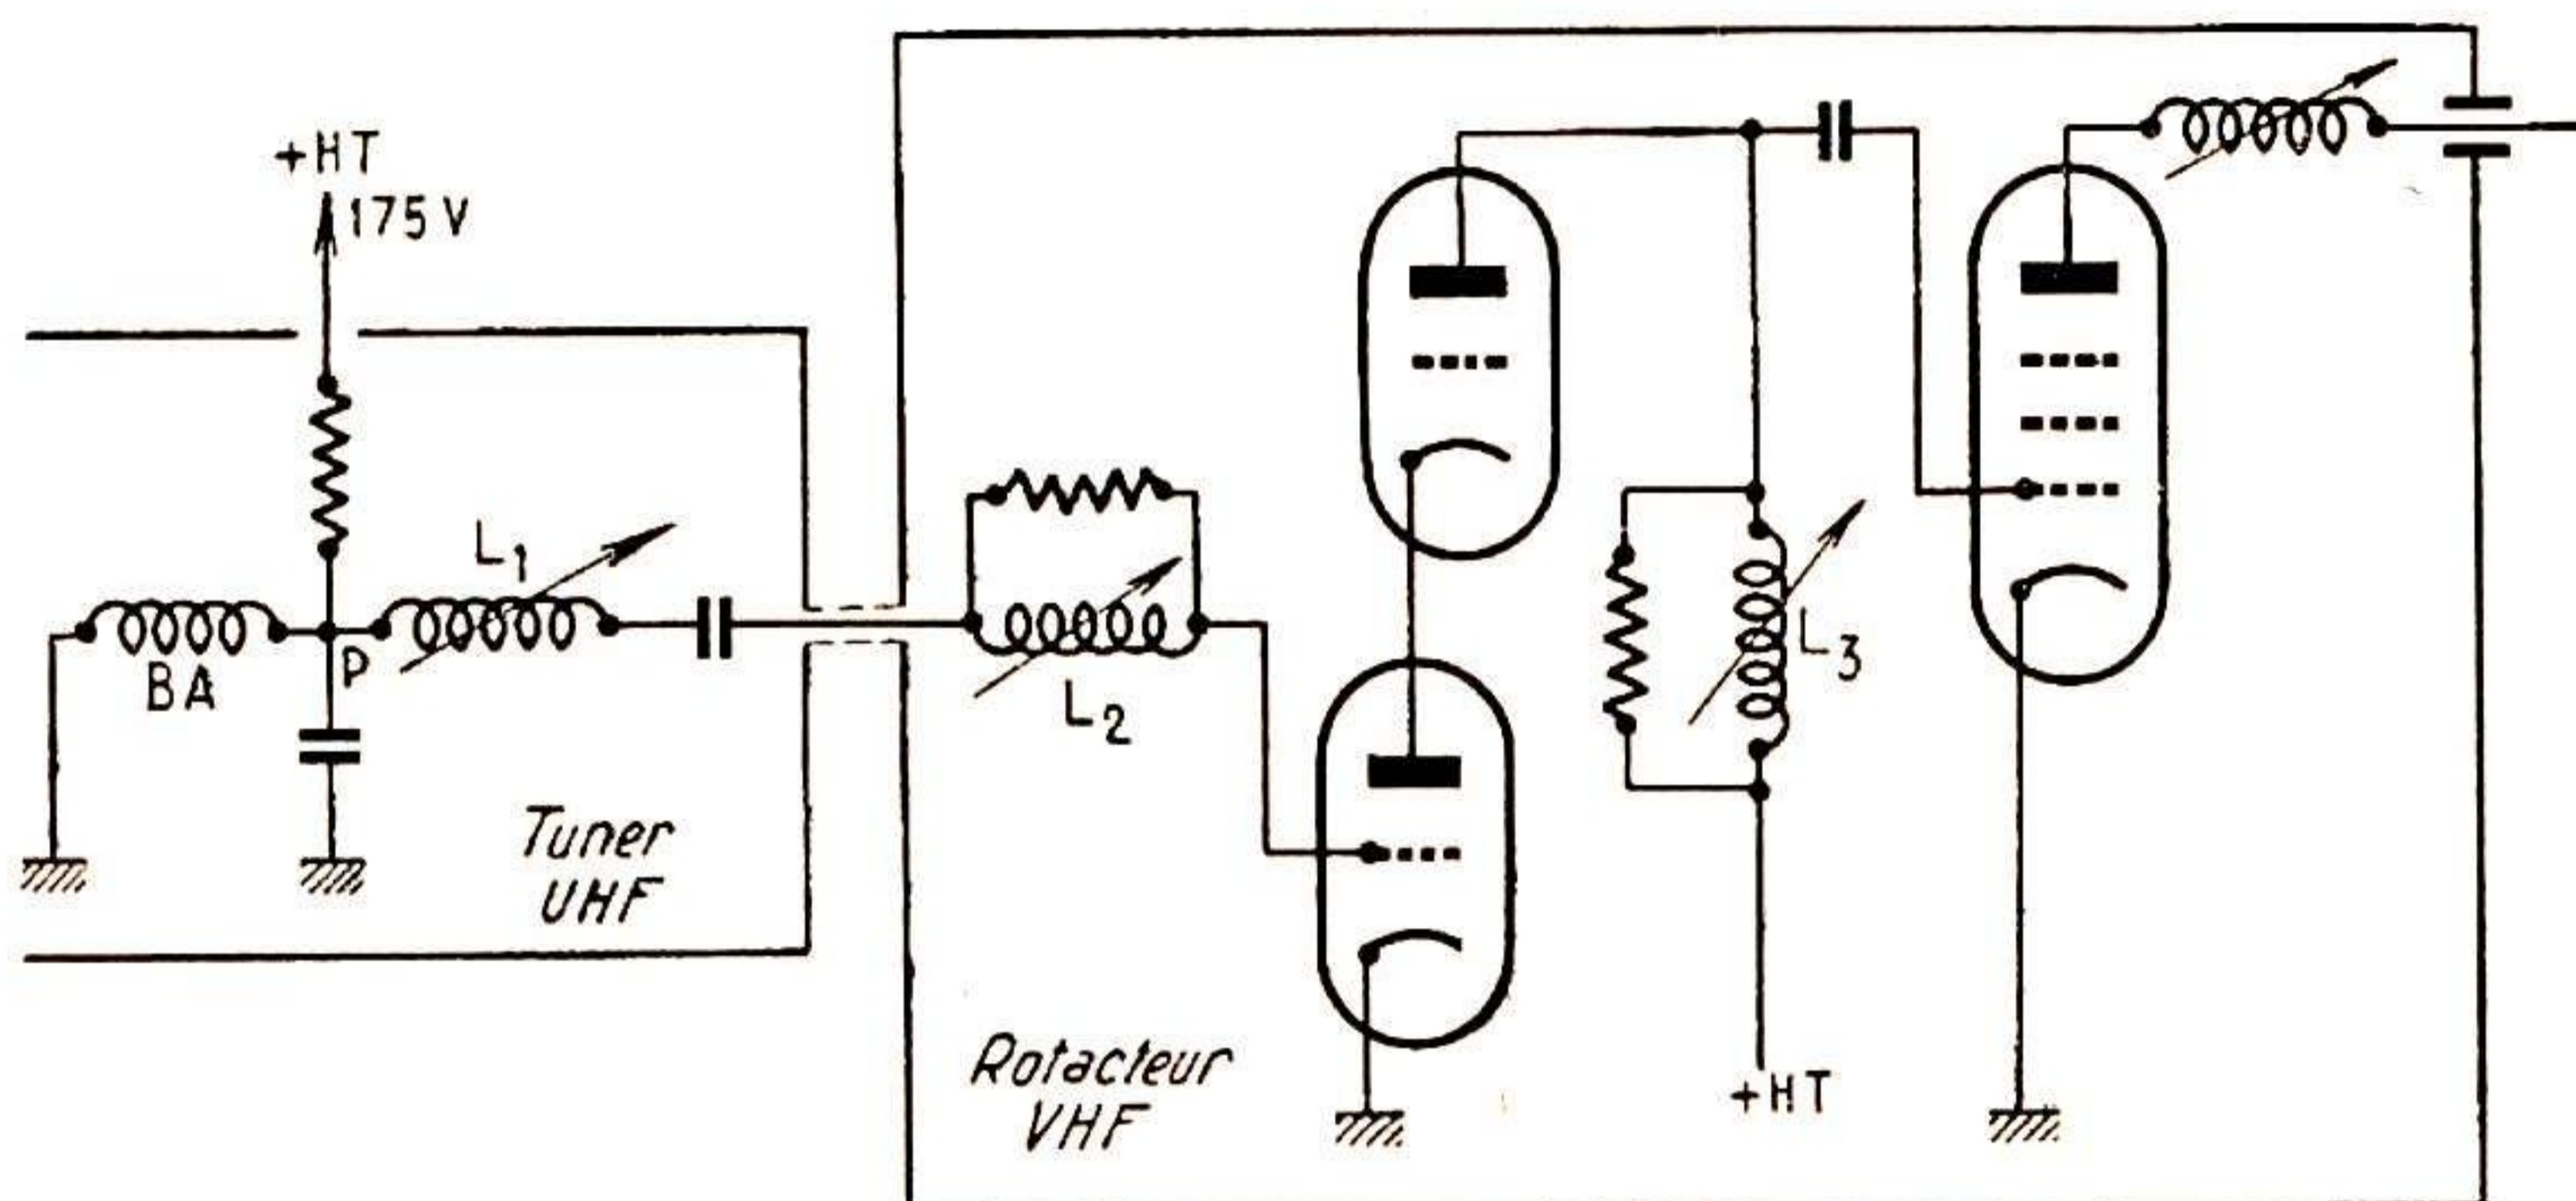 +HT
175 V
L1
BA
P
Tuner
UHF
L2
L3
Rotacteur
VHF
+HT